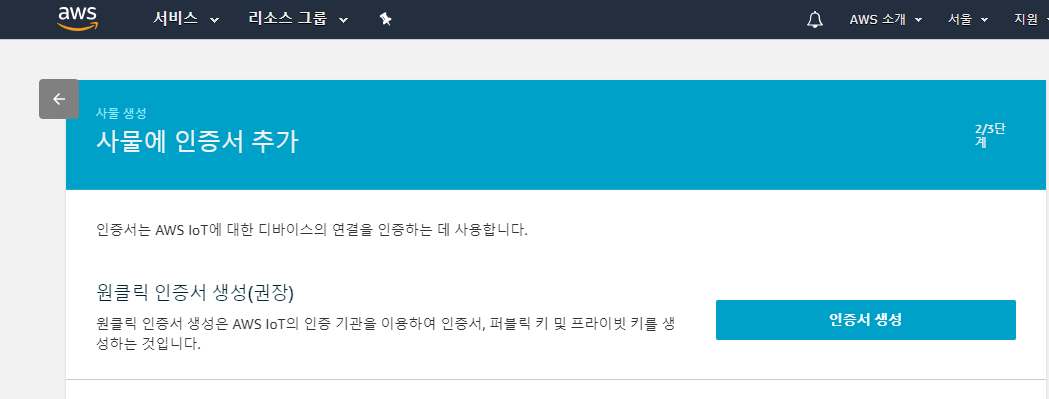 aws 서비스 리소스 그룹 AWS 소개 서울 지원
사물 생성
사물에 인증서 추가
2/3단
계
인증서는 AWS IoT에 대한 디바이스의 연결을 인증하는 데 사용합니다.
원클릭 인증서 생성(권장)
원클릭 인증서 생성은 AWS IoT의 인증 기관을 이용하여 인증서, 퍼블릭 키 및 프라이빗 키를 생
성하는 것입니다.
인증서 생성